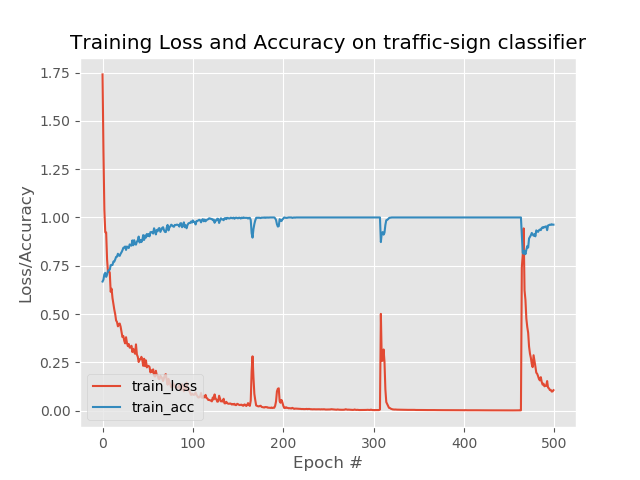 Training Loss and Accuracy on traffic-sign classifier
1.75
1.50
1.25
1.00
0.75
0.50
0.25
0.00
Loss/Accuracy
train_loss
train_acc
0 100 200 300 400 500
Epoch #